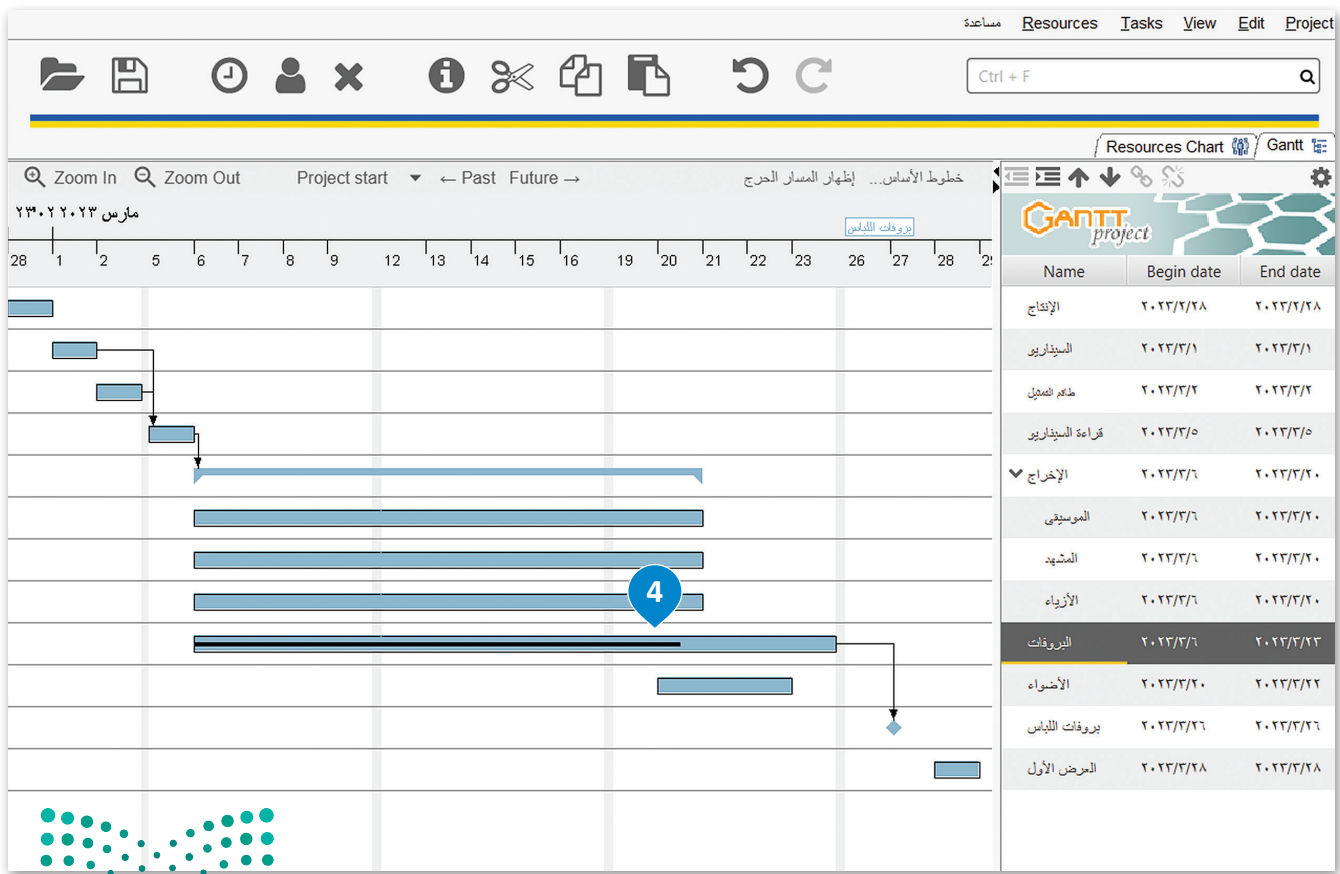 مساعدة Resources Tasks View Edit Project
Ctrl + F
Resources Chart Gantt
Zoom In Zoom Out Project start ← Past Future → خطوط الأساس... إظهار المسار الحرج
مارس ٢٠٢٣
بروفات اللباس
28 1 2 5 6 7 8 9 12 13 14 15 16 19 20 21 22 23 26 27 28
GANTT project
Name Begin date End date
الإنتاج ٢٠٢٣/٢/٢٨ ٢٠٢٣/٢/٢٨
السيناريو ٢٠٢٣/٣/١ ٢٠٢٣/٣/١
طاقم التمثيل ٢٠٢٣/٣/٢ ٢٠٢٣/٣/٢
قراءة السيناريو ٢٠٢٣/٣/٥ ٢٠٢٣/٣/٥
الإخراج ٢٠٢٣/٣/٦ ٢٠٢٣/٣/٢٠
الموسيقى ٢٠٢٣/٣/٦ ٢٠٢٣/٣/٢٠
المشهد ٢٠٢٣/٣/٦ ٢٠٢٣/٣/٢٠
الأزياء ٢٠٢٣/٣/٦ ٢٠٢٣/٣/٢٠
4
البروفات ٢٠٢٣/٣/٦ ٢٠٢٣/٣/٢٣
الأضواء ٢٠٢٣/٣/٢٠ ٢٠٢٣/٣/٢٢
بروفات اللباس ٢٠٢٣/٣/٢٦ ٢٠٢٣/٣/٢٦
العرض الأول ٢٠٢٣/٣/٢٨ ٢٠٢٣/٣/٢٨